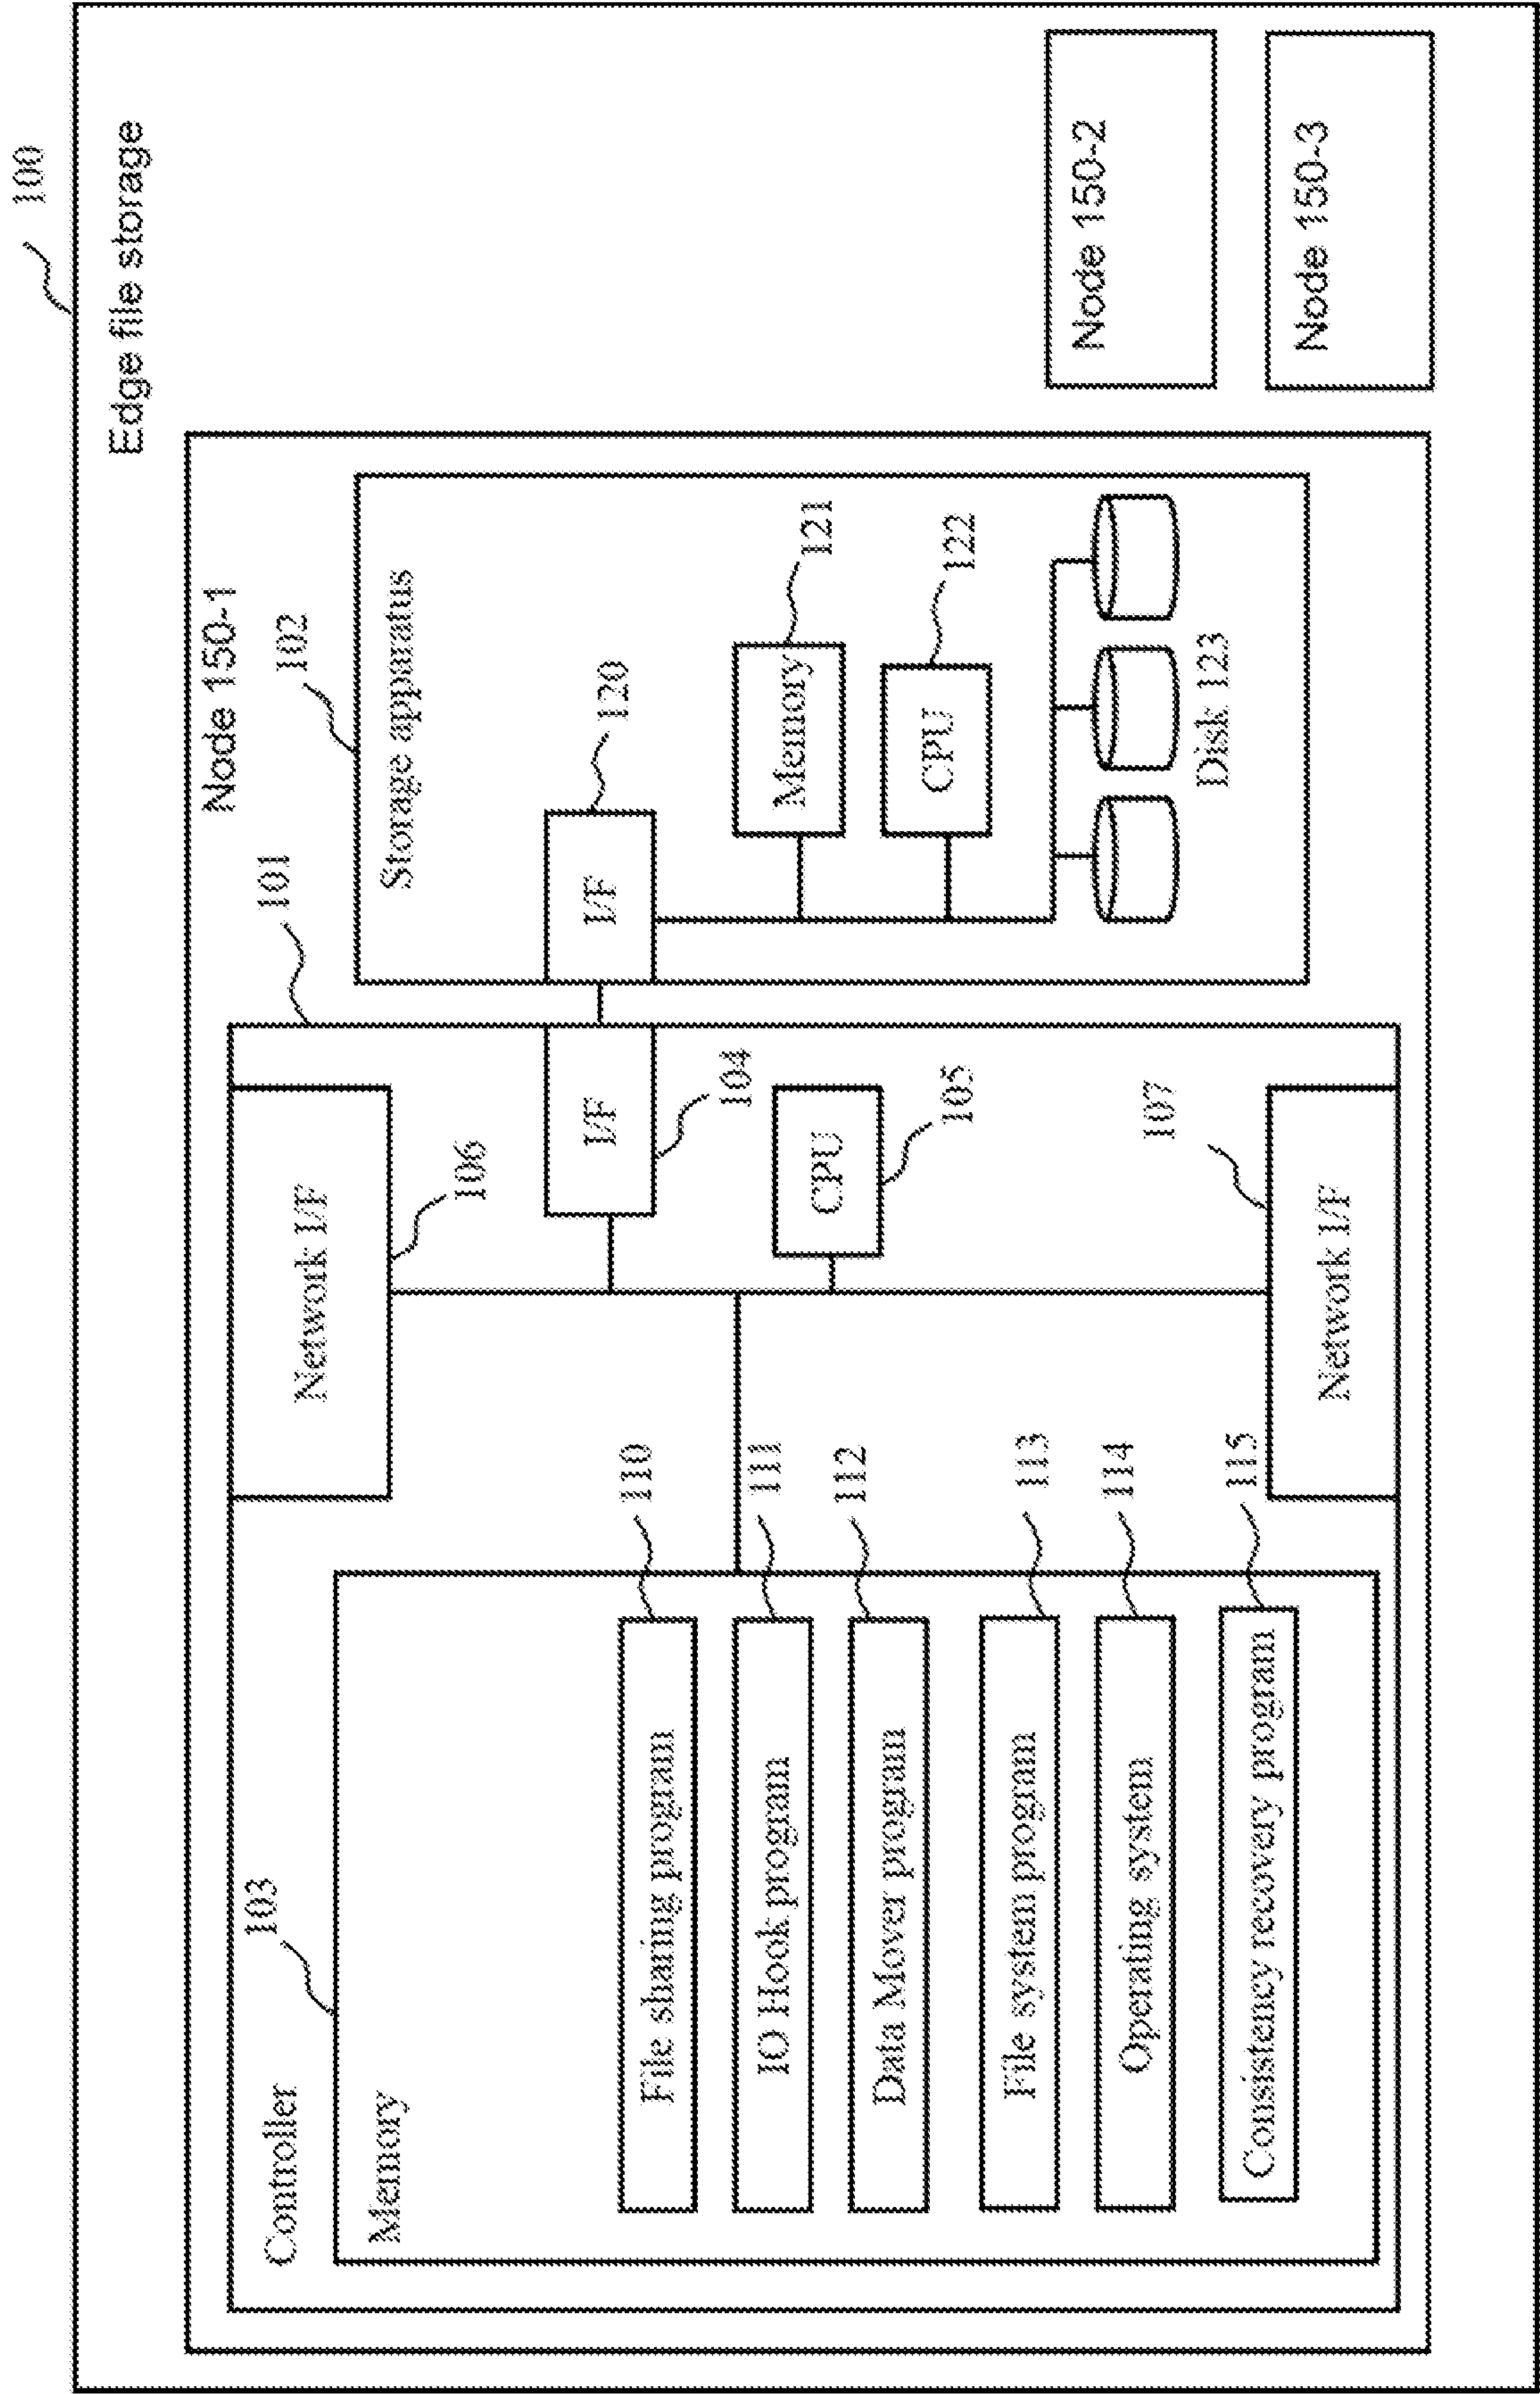 100
Edge file storage
Node 150-1
101
102
Controller
103
Memory
File sharing program
110
IO Hook program
111
Data Mover program
112
File system program
113
Operating system
114
Consistency recovery program
115
Network I/F
106
I/F
104
CPU
105
107
Network I/F
Storage apparatus
I/F
120
Memory
121
CPU
122
Disk 123
Node 150-2
Node 150-3